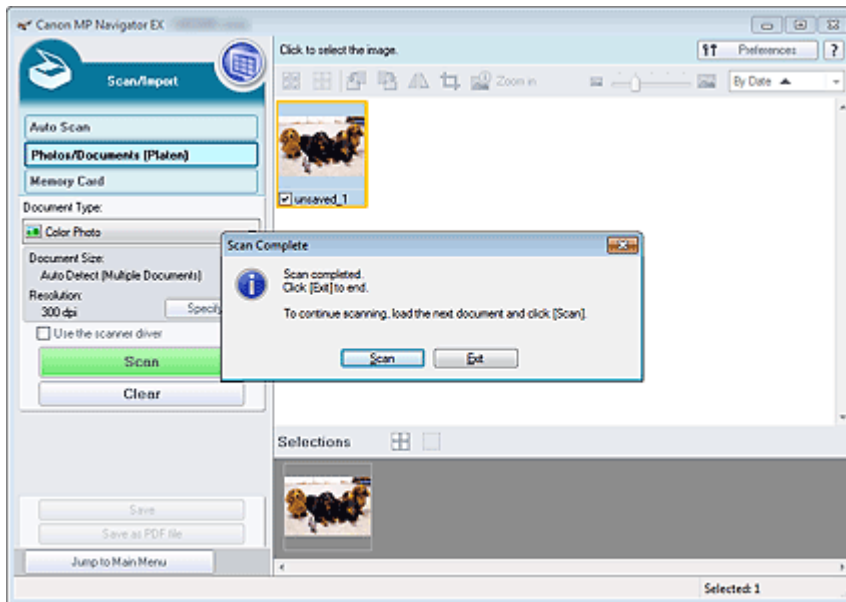 Canon MP Navigator EX
Scan/Import
Click to select the image.
Preferences
?
Zoom in
By Date
Auto Scan
Photos/Documents (Platen)
Memory Card
Document Type:
Color Photo
Document Size:
Auto Detect (Multiple Documents)
Resolution:
300 dpi
Specify
Use the scanner driver
Scan
Clear
unsaved_1
Scan Complete
Scan completed.
Click [Exit] to end.
To continue scanning, load the next document and click [Scan].
Scan
Exit
Selections
Save
Save as PDF file
Jump to Main Menu
Selected: 1